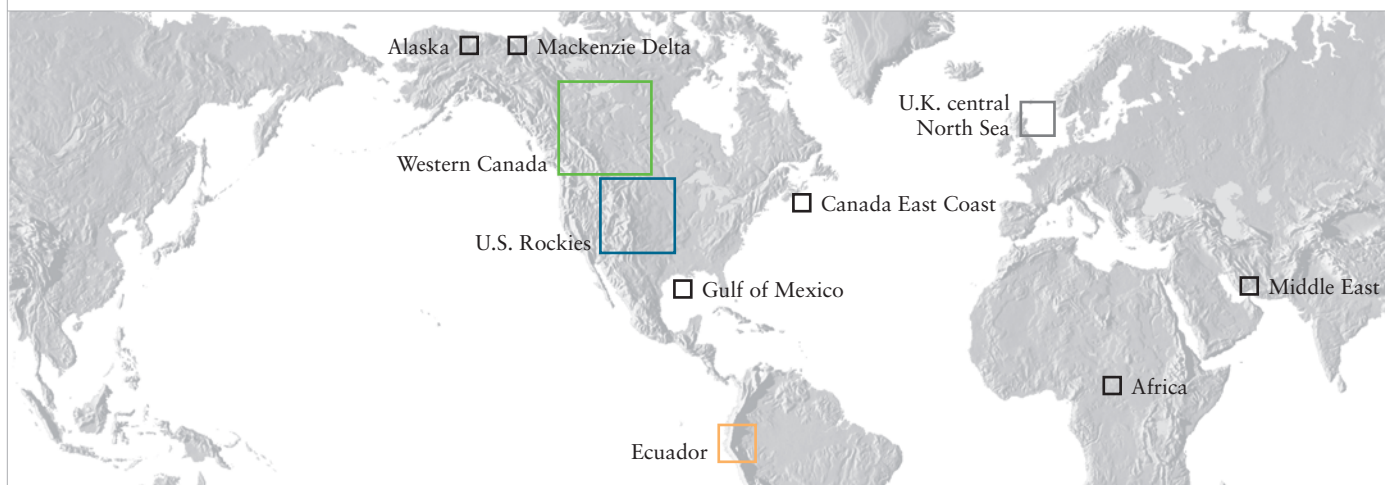 Alaska
Mackenzie Delta
U.K. central
North Sea
Western Canada
Canada East Coast
U.S. Rockies
Gulf of Mexico
Middle East
Africa
Ecuador